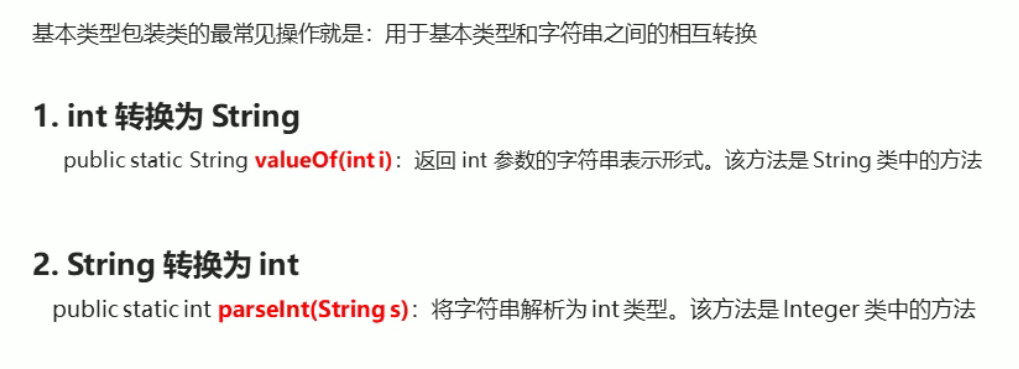 基本类型包装类的最常见操作就是：用于基本类型和字符串之间的相互转换
1. int 转换为 String
public static String valueOf(int i)：返回 int 参数的字符串表示形式。该方法是 String 类中的方法
2. String 转换为 int
public static int parseInt(String s)：将字符串解析为 int 类型。该方法是 Integer 类中的方法